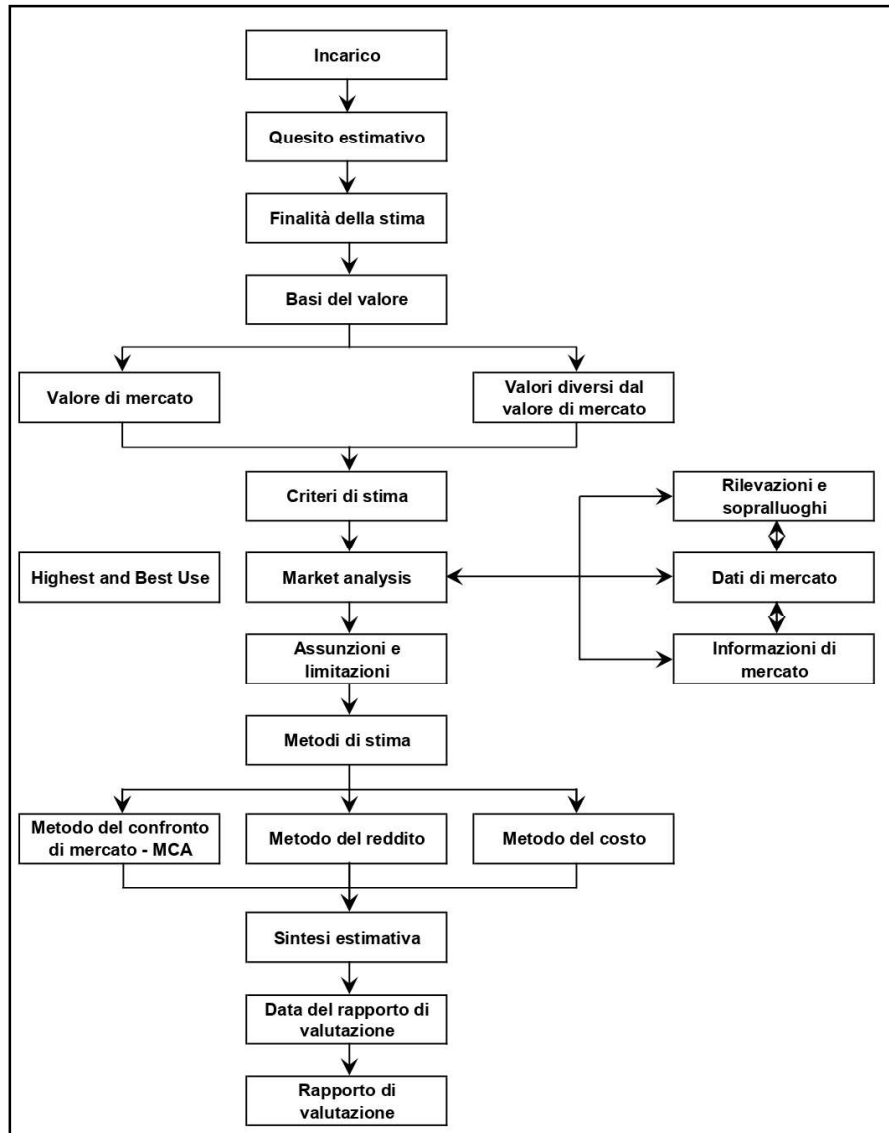 Incarico
Quesito estimativo
Finalità della stima
Basi del valore
Valore di mercato
Valori diversi dal
valore di mercato
Criteri di stima
Rilevazioni e
sopralluoghi
Highest and Best Use
Market analysis
Dati di mercato
Assunzioni e
limitazioni
Informazioni di
mercato
Metodi di stima
Metodo del confronto
di mercato - MCA
Metodo del reddito
Metodo del costo
Sintesi estimativa
Data del rapporto di
valutazione
Rapporto di
valutazione